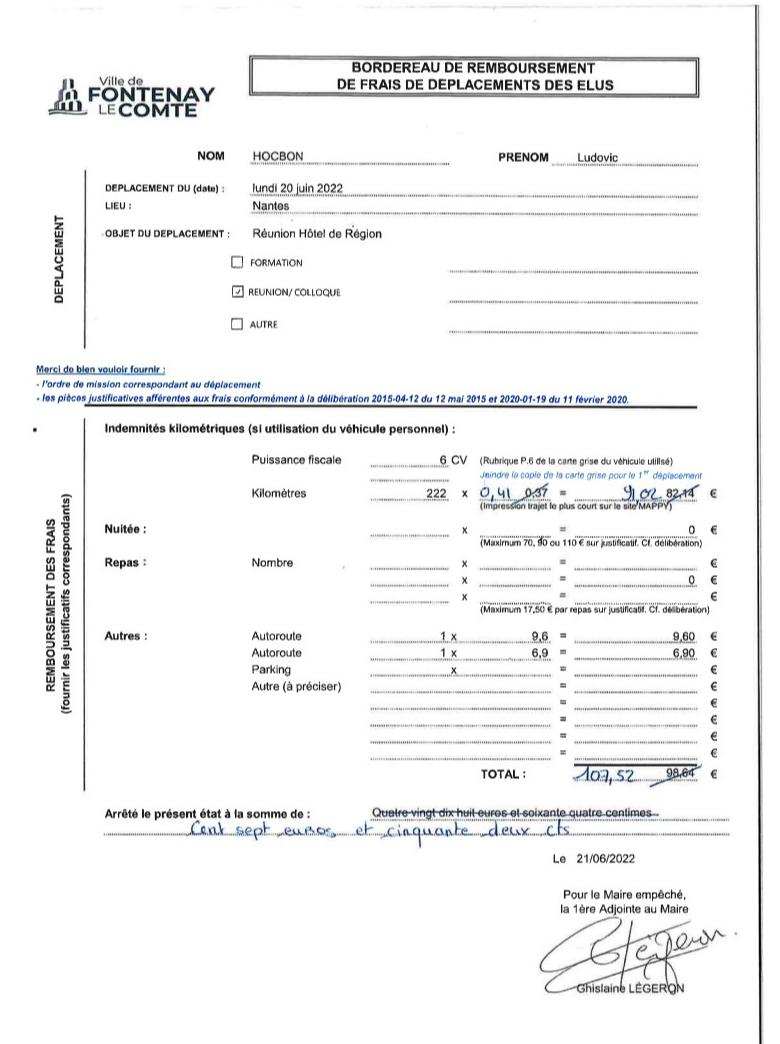 Ville de
FONTENAY
LE COMTE
BORDEREAU DE REMBOURSEMENT
DE FRAIS DE DEPLACEMENTS DES ELUS
NOM HOCBON PRENOM Ludovic
DEPLACEMENT
DEPLACEMENT DU (date) : lundi 20 juin 2022
LIEU : Nantes
OBJET DU DEPLACEMENT : Réunion Hôtel de Région
FORMATION
☑ REUNION/ COLLOQUE
AUTRE
Merci de bien vouloir fournir :
- l'ordre de mission correspondant au déplacement
- les pièces justificatives afférentes aux frais conformément à la délibération 2015-04-12 du 12 mai 2015 et 2020-01-19 du 11 février 2020.
REMBOURSEMENT DES FRAIS
(fournir les justificatifs correspondants)
Indemnités kilométriques (si utilisation du véhicule personnel) :
Puissance fiscale 6 CV (Rubrique P.6 de la carte grise du véhicule utilisé)
Joindre la copie de la carte grise pour le 1er déplacement
Kilomètres 222 x 0,41 0,37 = 91,02 82,14 €
(Impression trajet le plus court sur le site MAPPY)
Nuitée : x = 0 €
(Maximum 70, 90 ou 110 € sur justificatif. Cf. délibération)
Repas : Nombre x = €
x = 0 €
x = €
(Maximum 17,50 € par repas sur justificatif. Cf. délibération)
Autres : Autoroute 1 x 9,6 = 9,60 €
Autoroute 1 x 6,9 = 6,90 €
Parking x = €
Autre (à préciser) = €
= €
= €
= €
= €
TOTAL : 107,52 98,64 €
Arrêté le présent état à la somme de : Quatre vingt dix huit euros et soixante quatre centimes
Cent sept euros et cinquante deux cts
Le 21/06/2022
Pour le Maire empêché,
la 1ère Adjointe au Maire
Ghislaine LÉGERON